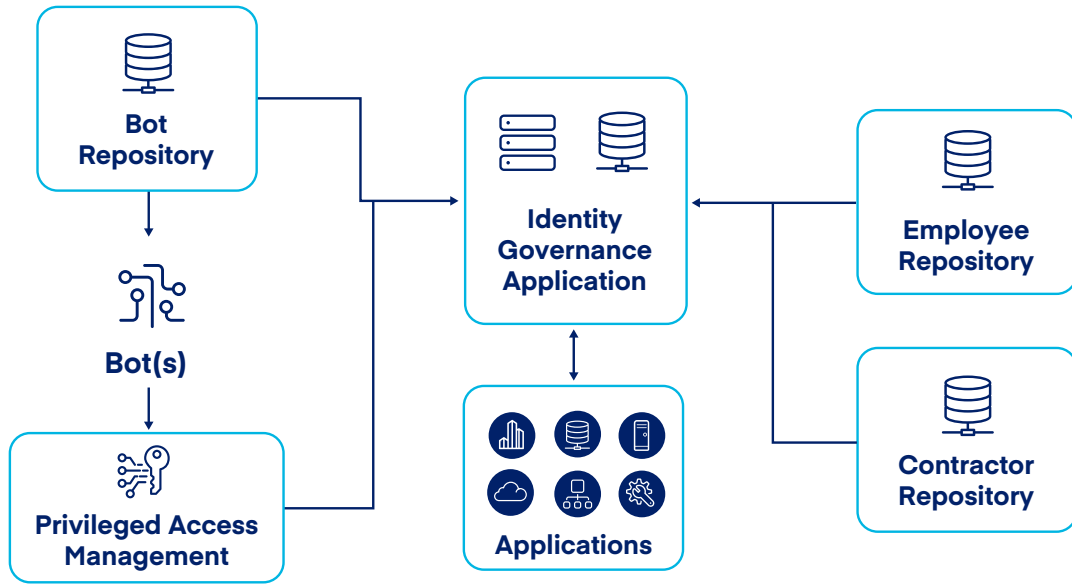 Bot
Repository
Bot(s)
Privileged Access
Management
Identity
Governance
Application
Applications
Employee
Repository
Contractor
Repository